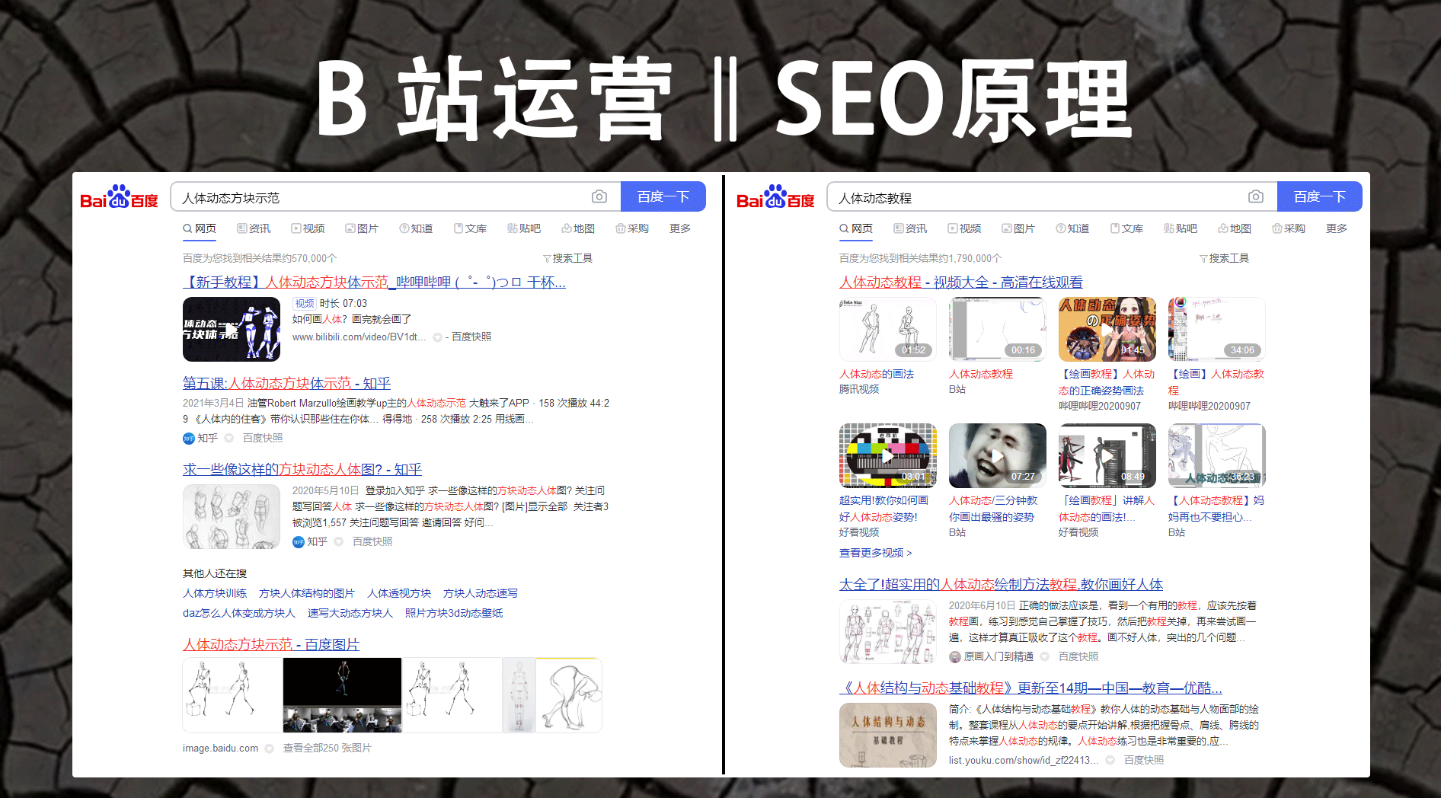 B 站运营 ‖ SEO原理
Bai du 百度
人体动态方块示范
百度一下
网页 资讯 视频 图片 知道 文库 贴吧 地图 采购 更多
百度为您找到相关结果约570,000个
搜索工具
【新手教程】人体动态方块体示范_哔哩哔哩 (゜-゜)つロ 干杯...
视频 时长 07:03
如何画人体？画完就会画了
www.bilibili.com/video/BV1dt... - 百度快照
第五课:人体动态方块体示范 - 知乎
2021年3月4日 油管Robert Marzullo绘画教学up主的人体动态示范 大触来了APP · 158 次播放 44:2
9 《人体内的住客》带你认识那些住在你体... 得得地 · 258 次播放 2:25 用线画...
知乎 百度快照
求一些像这样的方块动态人体图? - 知乎
2020年5月10日 登录加入知乎 求一些像这样的方块动态人体图? 关注问
题写回答人体 求一些像这样的方块动态人体图? [图片]显示全部 关注者3
被浏览1,557 关注问题写回答 邀请回答 好问...
知乎 百度快照
其他人还在搜
人体方块训练 方块人体结构的图片 人体透视方块 方块人动态速写
daz怎么人体变成方块人 速写大动态方块人 照片方块3d动态壁纸
人体动态方块示范 - 百度图片
image.baidu.com 查看全部250 张图片
Bai du 百度
人体动态教程
百度一下
网页 资讯 视频 图片 知道 文库 贴吧 地图 采购 更多
百度为您找到相关结果约1,790,000个
搜索工具
人体动态教程 - 视频大全 - 高清在线观看
01:52
00:16
人体动态
の正确姿势
01:45
34:06
人体动态的画法
腾讯视频
人体动态教程
B站
【绘画教程】人体动
态的正确姿势画法
哔哩哔哩20200907
【绘画】人体动态教
程
哔哩哔哩20200907
03:01
07:27
08:49
36:23
超实用!教你如何画
好人体动态姿势!
好看视频
人体动态/三分钟教
你画出最骚的姿势
B站
「绘画教程」讲解人
体动态的画法!...
好看视频
【人体动态教程】妈
妈再也不要担心...
B站
查看更多视频 >
太全了!超实用的人体动态绘制方法教程,教你画好人体
2020年6月10日 正确的做法应该是，看到一个有用的教程，应该先按着
教程画，练习到感觉自己掌握了技巧，然后把教程关掉，再来尝试画一
遍，这样才算真正吸收了这个教程。画不好人体，突出的几个问题...
原画入门到精通 百度快照
《人体结构与动态基础教程》更新至14期—中国—教育—优酷...
人体结构与动态
基础教程
简介:《人体结构与动态基础教程》教你人体的动态基础与人物面部的绘
制。整套课程从人体动态的要点开始讲解,根据把握骨点、肩线、胯线的
特点来掌握人体动态的规律。人体动态练习也是非常重要的,应...
list.youku.com/show/id_zf22413... 百度快照